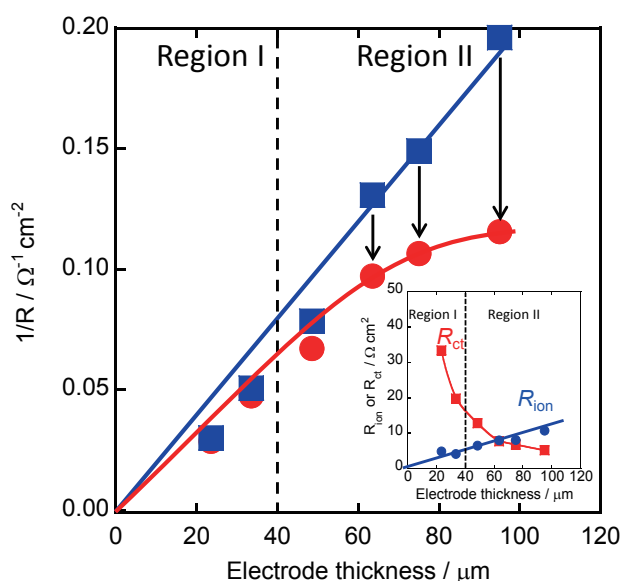 0.20
Region I
Region II
0.15
1/R / Ω⁻¹ cm⁻²
0.10
0.05
0.00
0
20
40
60
80
100
120
Electrode thickness / μm
50
Region I
Region II
40
R_ct
30
R_ion or R_ct / Ω cm²
20
R_ion
10
0
0 20 40 60 80 100 120
Electrode thickness / μm